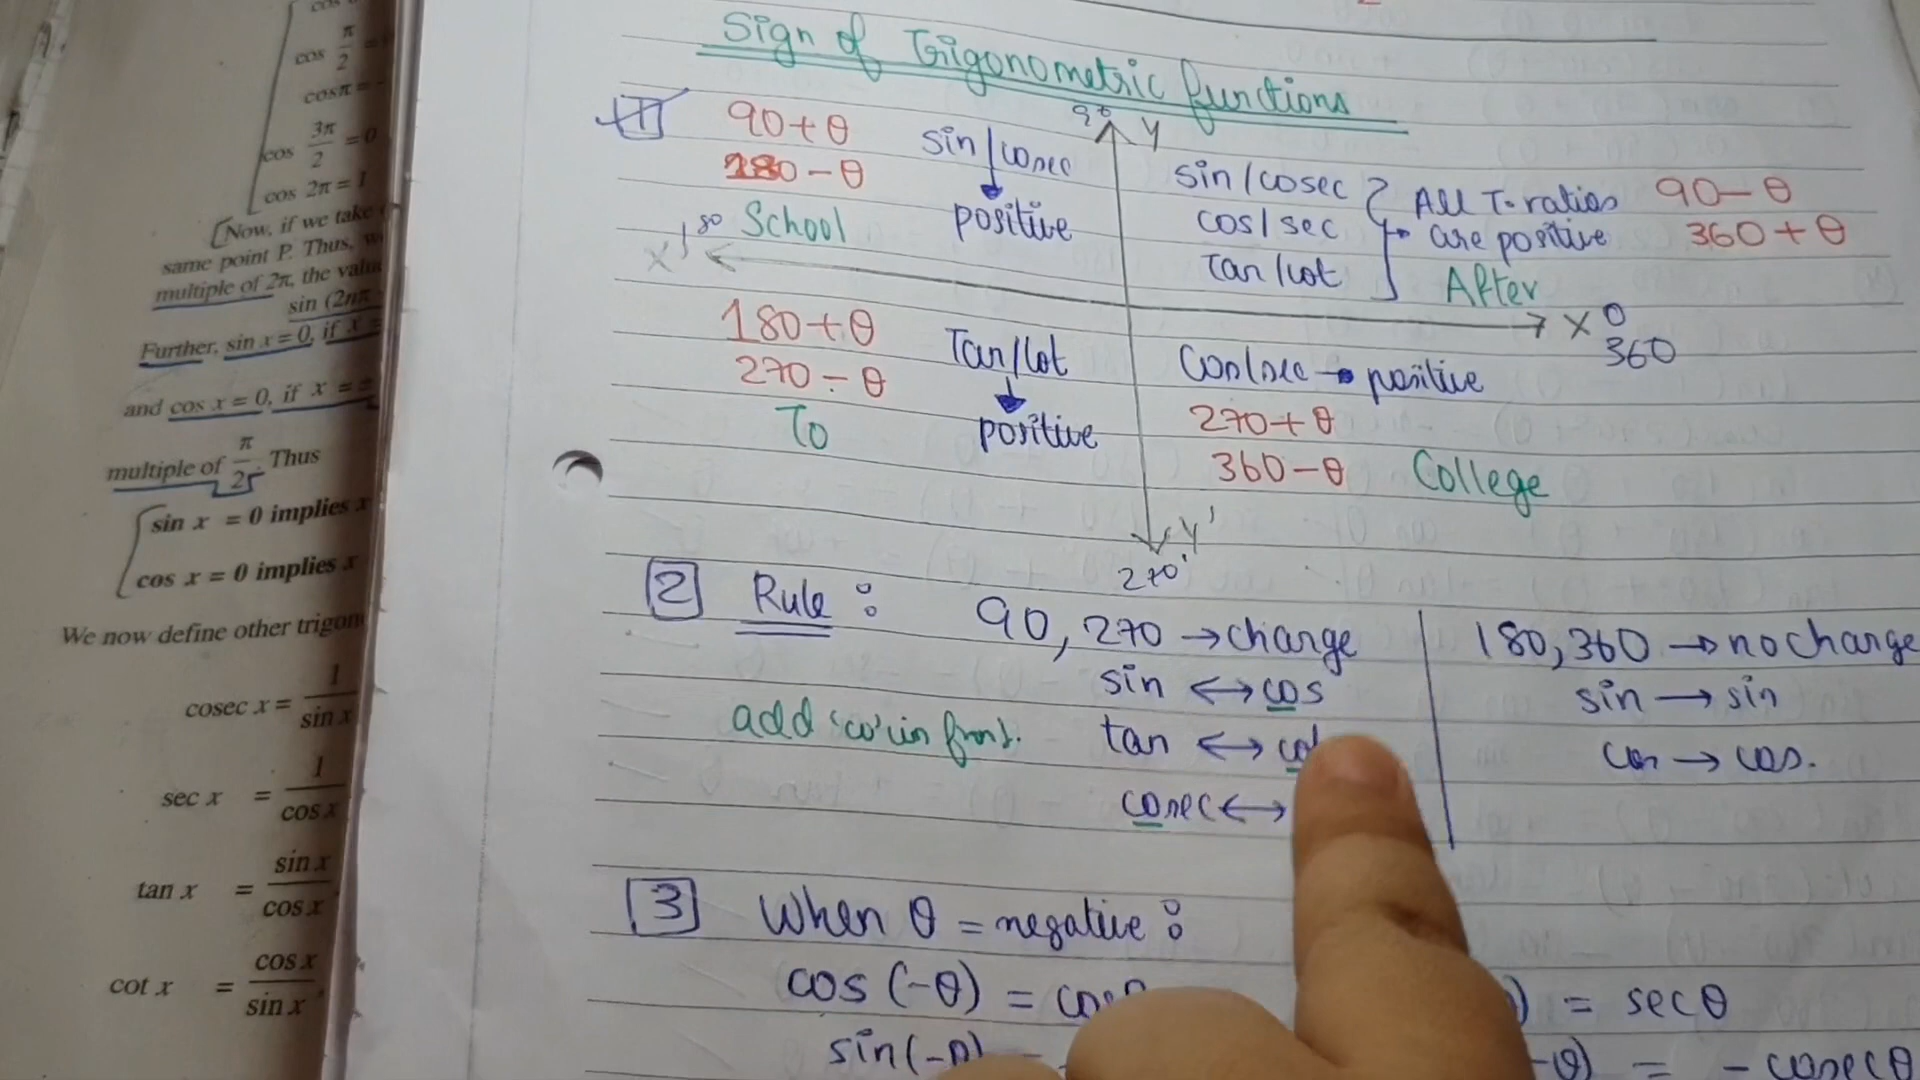 cos π/2 =
cosπ =
cos 3π/2 = 0
cos 2π = 1
[Now, if we take
same point P. Thus,
multiple of 2π, the
sin (2nπ
Further, sin x = 0, if x =
and cos x = 0, if x =
multiple of π/2. Thus
sin x = 0 implies x
cos x = 0 implies x
We now define other
cosec x = 1/sin x
sec x = 1/cos x
tan x = sin x/cos x
cot x = cos x/sin x
Sign of Trigonometric functions
1
90+θ
180-θ
School
sin/cosec
positive
90 Y
sin/cosec
cos/sec
Tan/cot
All T-ratios
are positive
After
90-θ
360+θ
X' 180
X 0
360
180+θ
270-θ
To
Tan/cot
positive
Cos/sec → positive
270+θ
360-θ College
Y'
270
2 Rule : 90, 270 → change
sin ↔ cos
add 'co' in front. tan ↔
cosec ↔
180, 360 → no change
sin → sin
cos → cos.
3 When θ = negative :
cos (-θ) =
) = secθ
sin(-θ)
-θ) = - cosecθ